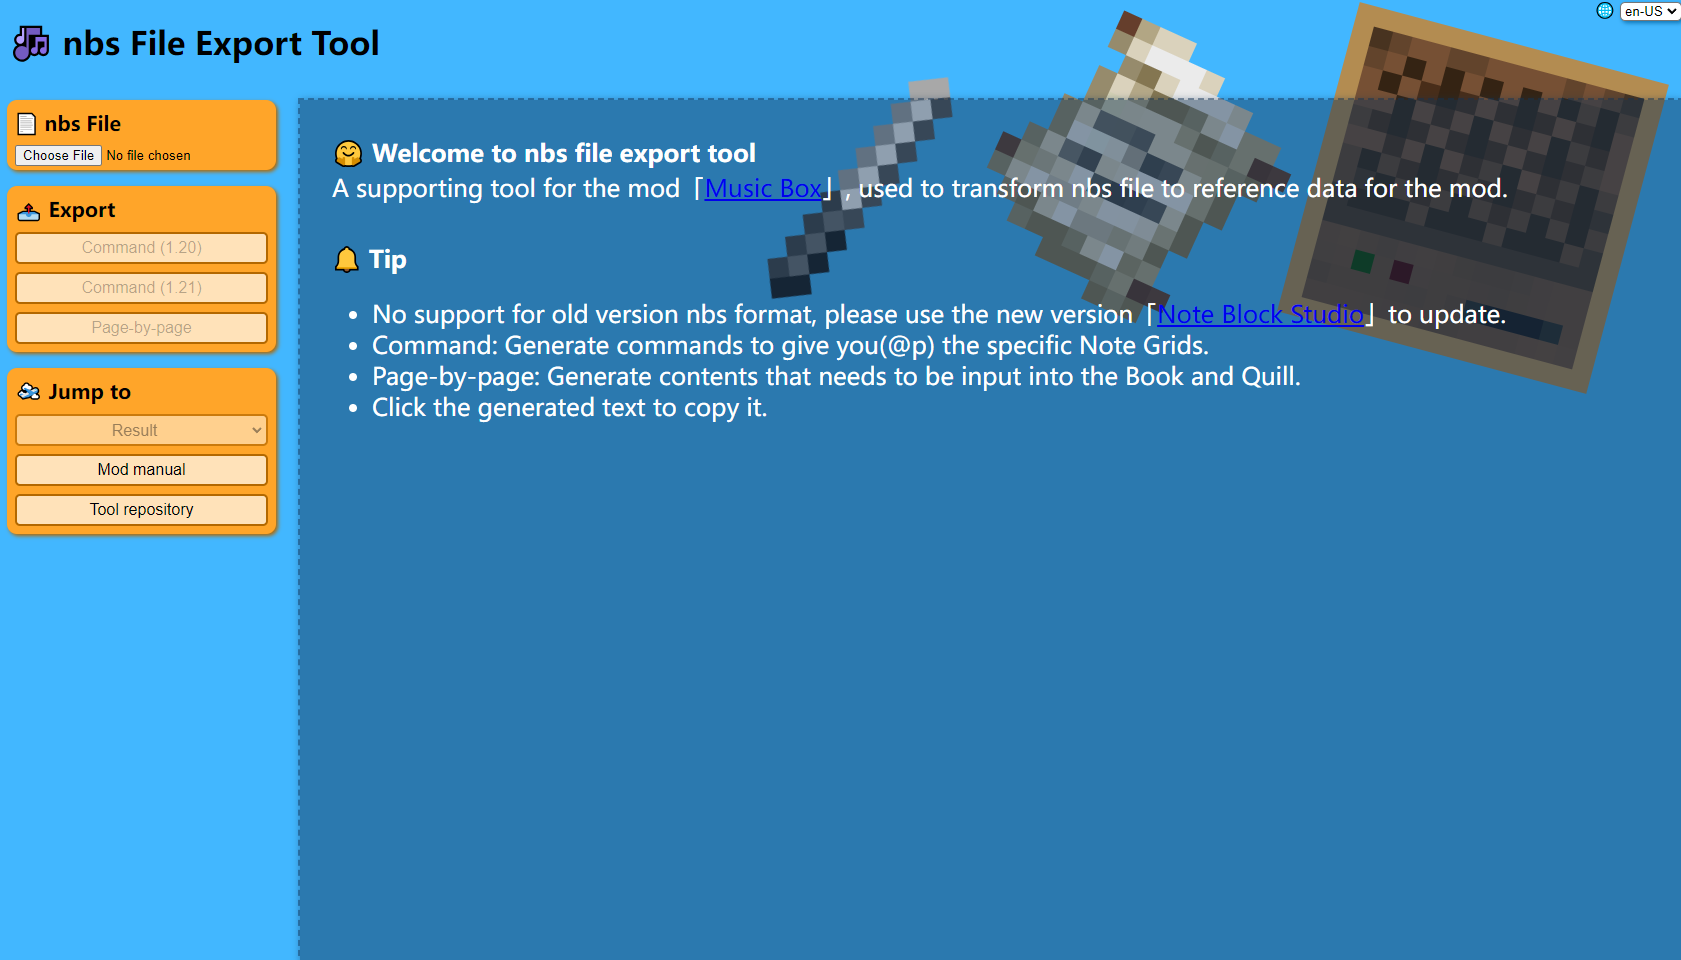 en-US
nbs File Export Tool
nbs File
Choose File No file chosen
Export
Command (1.20)
Command (1.21)
Page-by-page
Jump to
Result
Mod manual
Tool repository
Welcome to nbs file export tool
A supporting tool for the mod「Music Box」, used to transform nbs file to reference data for the mod.
Tip
• No support for old version nbs format, please use the new version「Note Block Studio」to update.
• Command: Generate commands to give you(@p) the specific Note Grids.
• Page-by-page: Generate contents that needs to be input into the Book and Quill.
• Click the generated text to copy it.